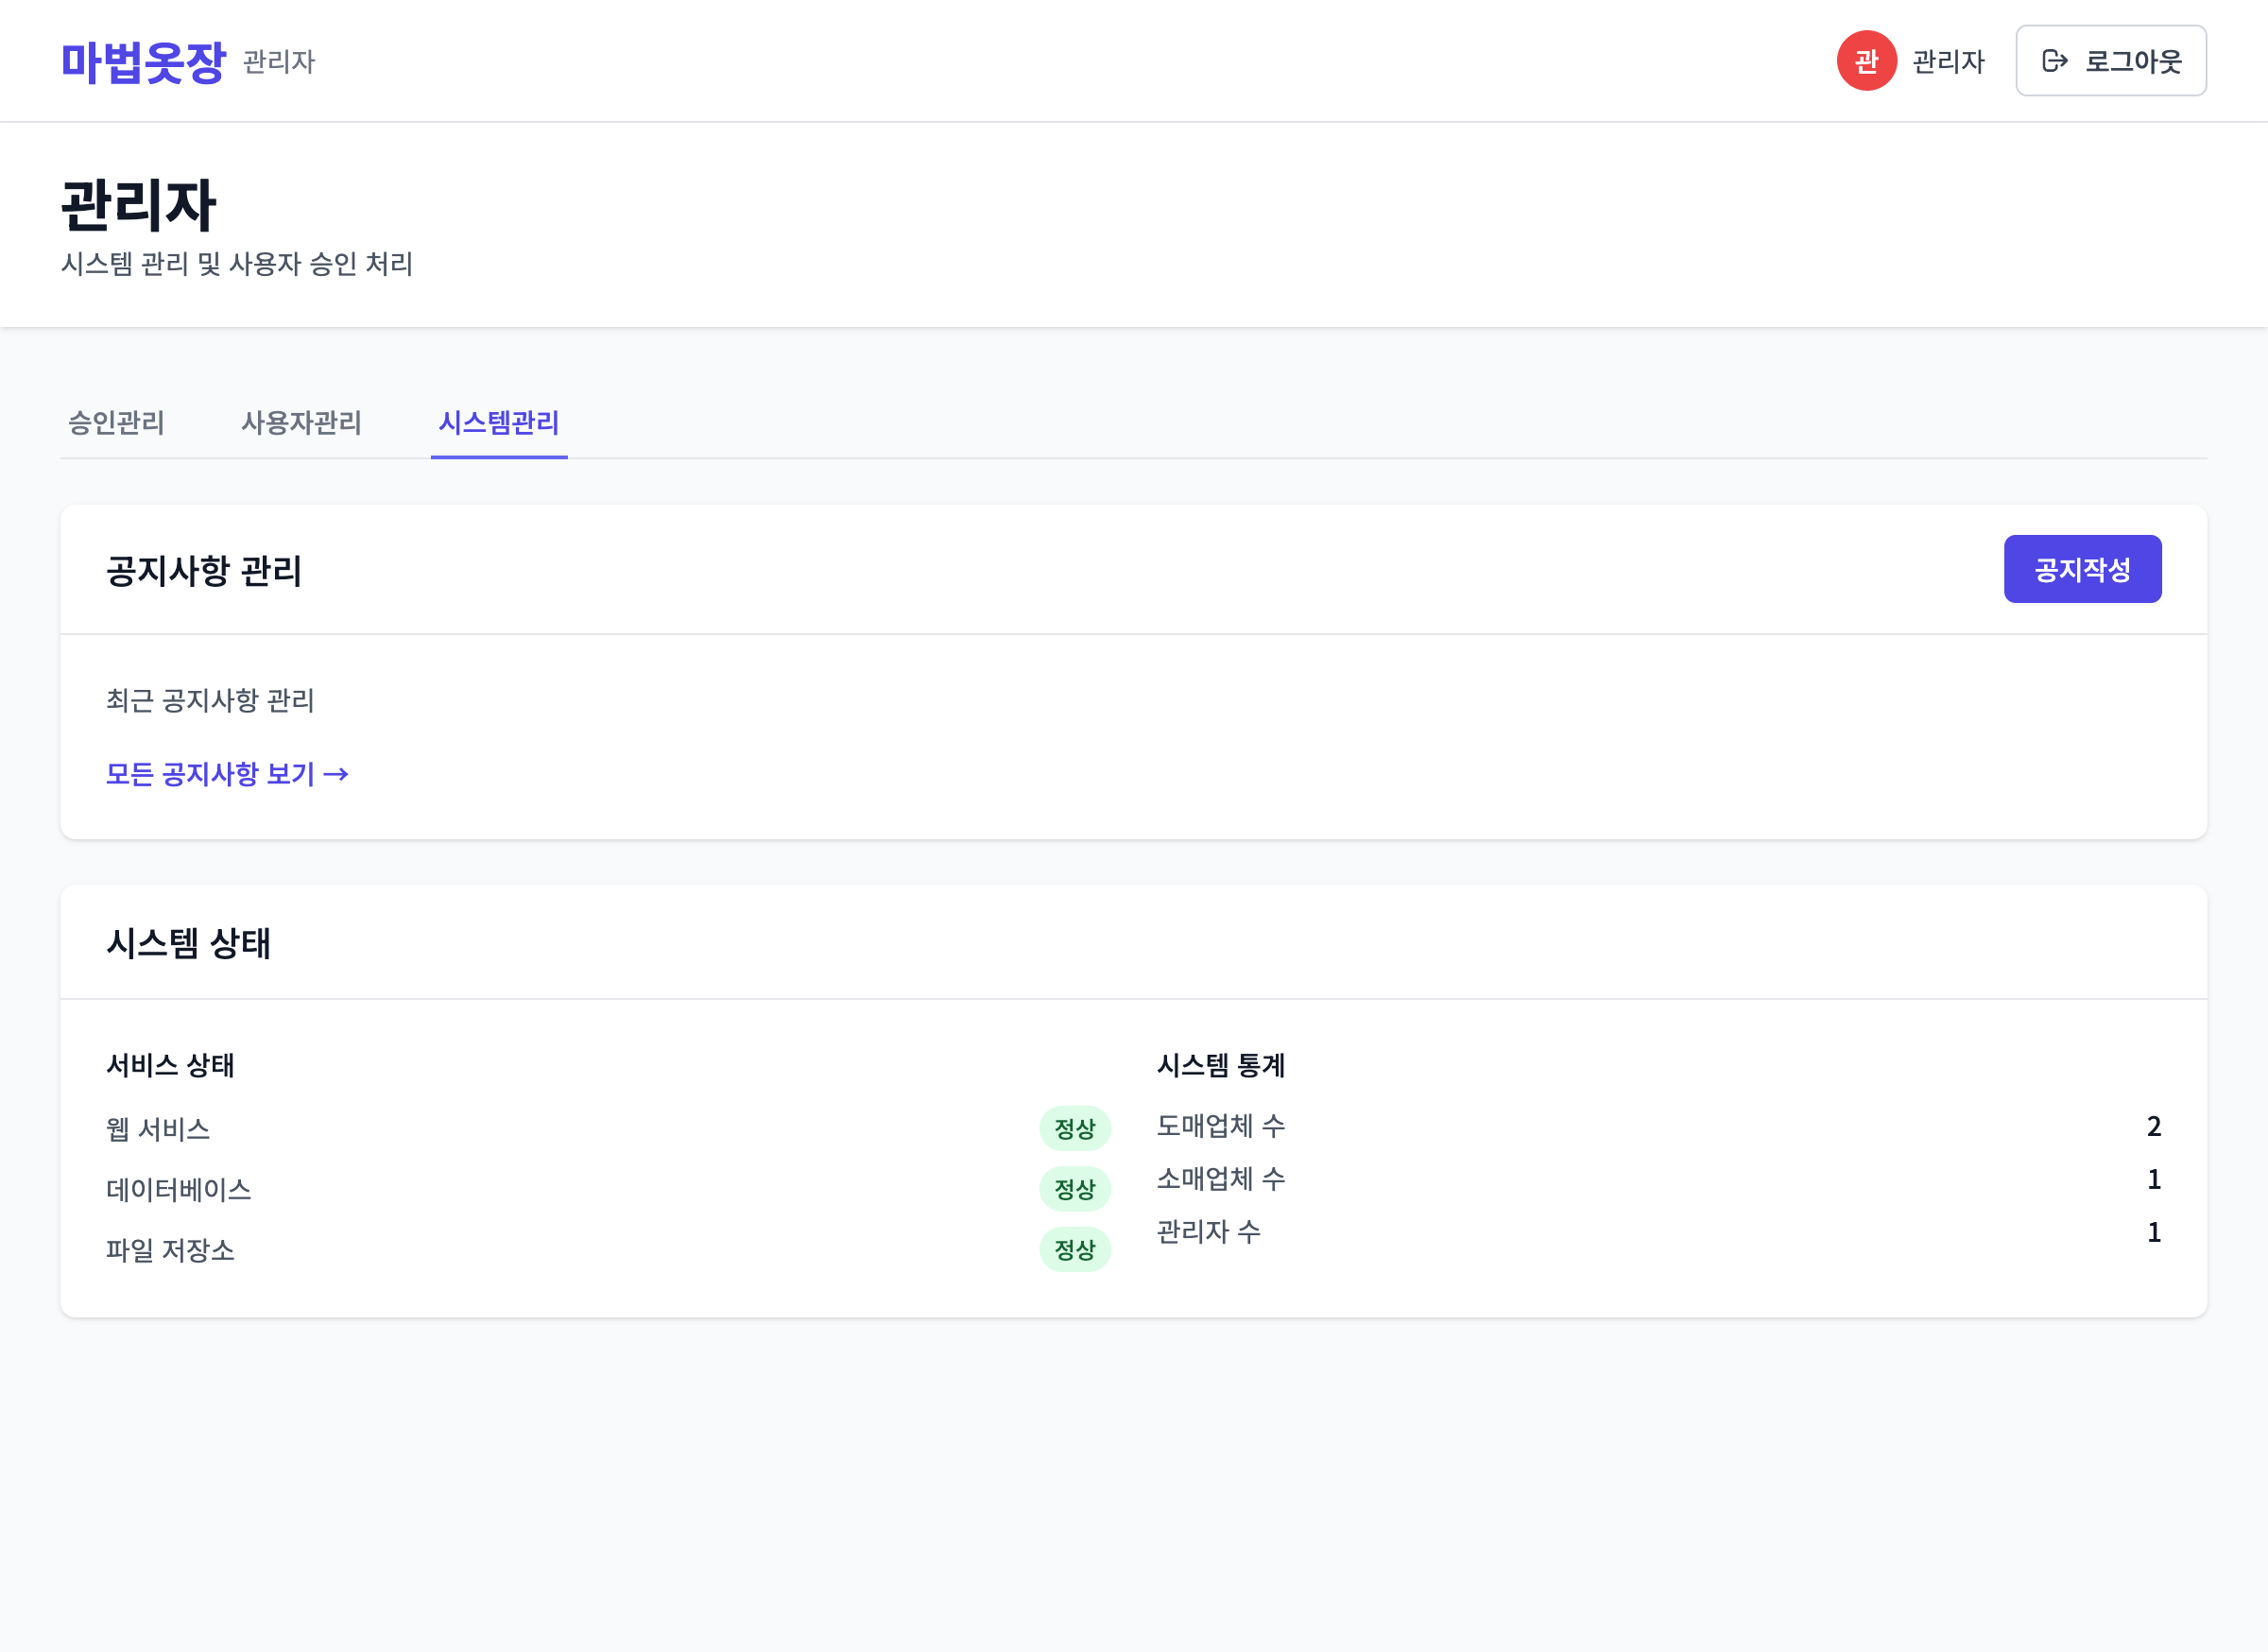 마법옷장 관리자
관 관리자 로그아웃
관리자
시스템 관리 및 사용자 승인 처리
승인관리 사용자관리 시스템관리
공지사항 관리 공지작성
최근 공지사항 관리
모든 공지사항 보기 →
시스템 상태
서비스 상태
웹 서비스 정상
데이터베이스 정상
파일 저장소 정상
시스템 통계
도매업체 수 2
소매업체 수 1
관리자 수 1